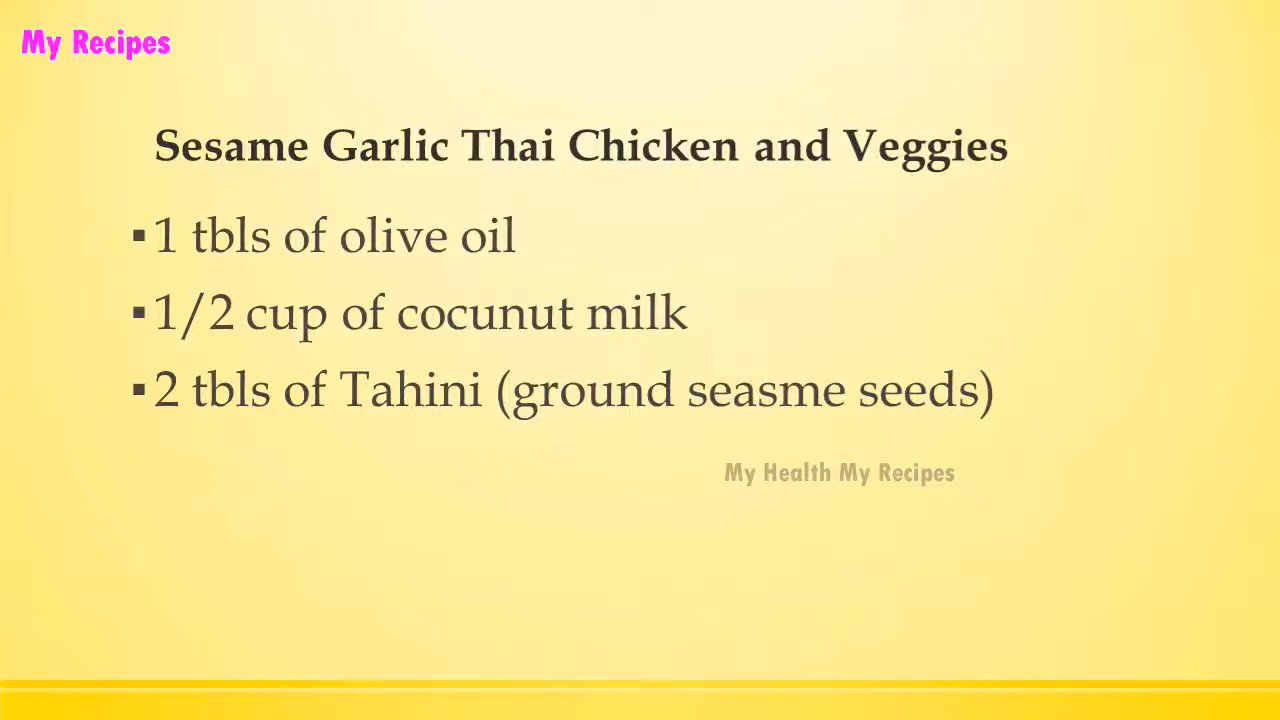 My Recipes
Sesame Garlic Thai Chicken and Veggies
▪1 tbls of olive oil
▪1/2 cup of cocunut milk
▪2 tbls of Tahini (ground seasme seeds)
My Health My Recipes